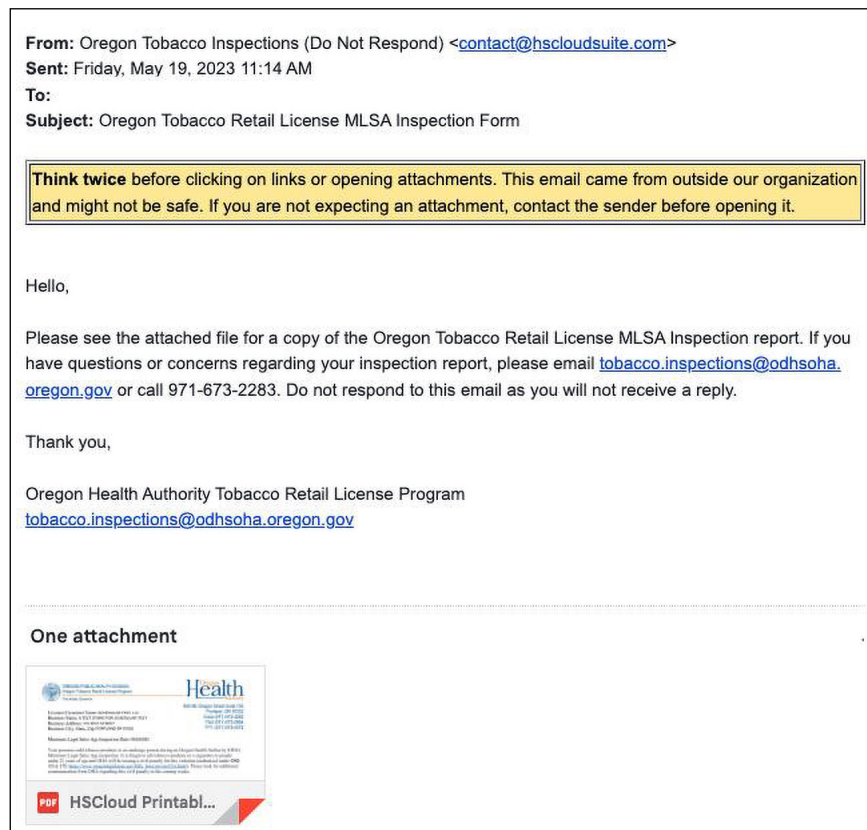 From: Oregon Tobacco Inspections (Do Not Respond) <contact@hscloudsuite.com>
Sent: Friday, May 19, 2023 11:14 AM
To:
Subject: Oregon Tobacco Retail License MLSA Inspection Form
Think twice before clicking on links or opening attachments. This email came from outside our organization
and might not be safe. If you are not expecting an attachment, contact the sender before opening it.
Hello,
Please see the attached file for a copy of the Oregon Tobacco Retail License MLSA Inspection report. If you
have questions or concerns regarding your inspection report, please email tobacco.inspections@odhsoha.
oregon.gov or call 971-673-2283. Do not respond to this email as you will not receive a reply.
Thank you,
Oregon Health Authority Tobacco Retail License Program
tobacco.inspections@odhsoha.oregon.gov
One attachment
Health
PDF HSCloud Printabl...